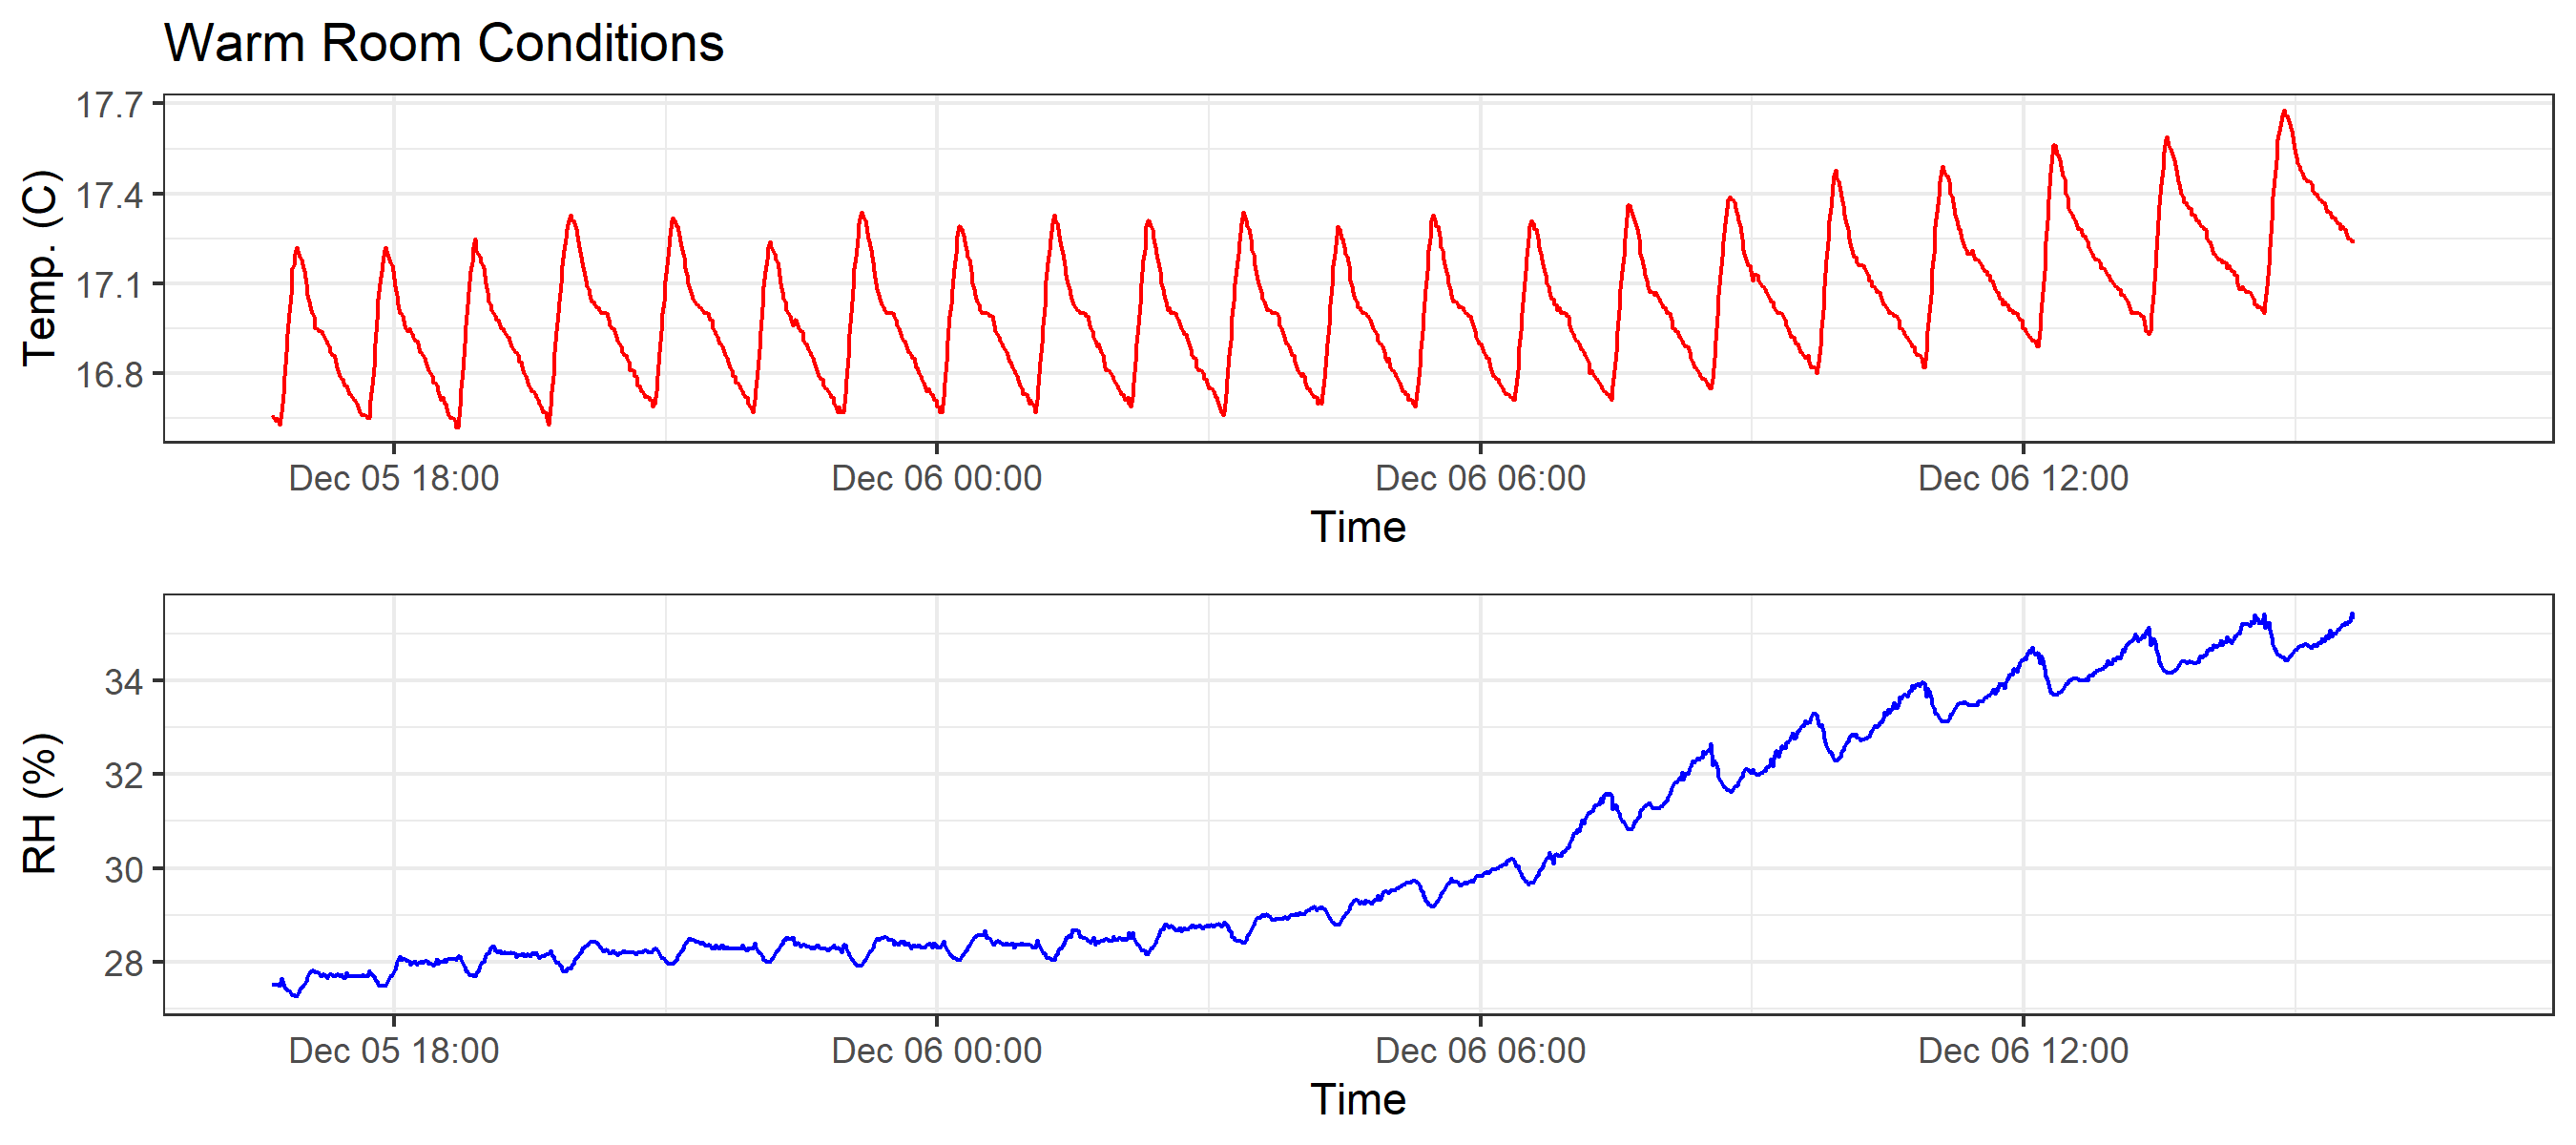 Warm Room Conditions
Temp. (C)
17.7
17.4
17.1
16.8
Dec 05 18:00 Dec 06 00:00 Dec 06 06:00 Dec 06 12:00
Time
RH (%)
34
32
30
28
Dec 05 18:00 Dec 06 00:00 Dec 06 06:00 Dec 06 12:00
Time